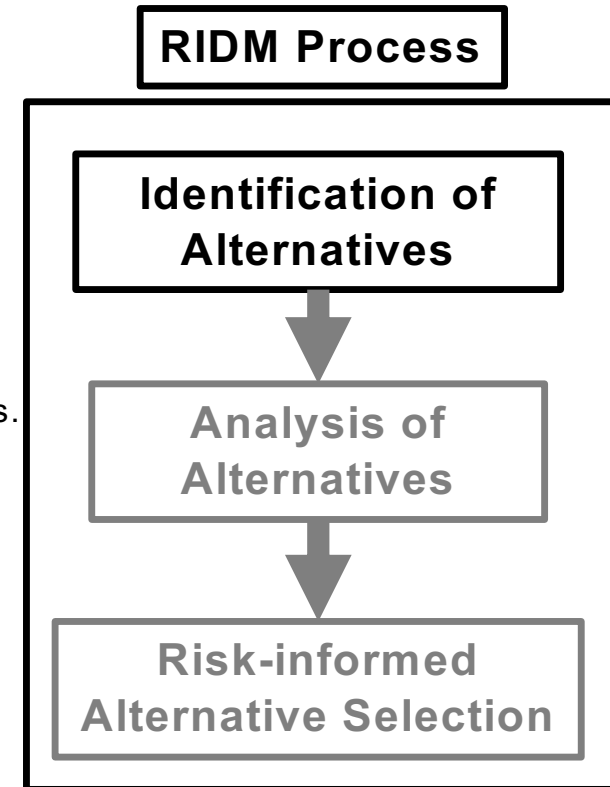 RIDM Process
Identification of
Alternatives
s.
Analysis of
Alternatives
Risk-informed
Alternative Selection